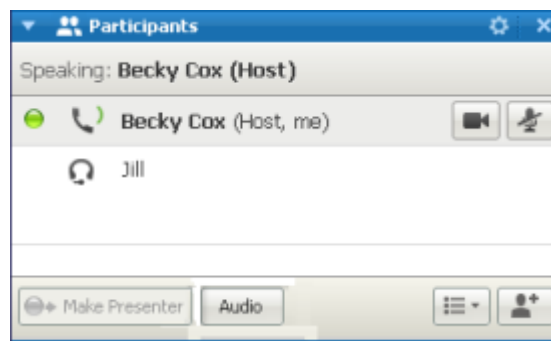 Participants
Speaking: Becky Cox (Host)
Becky Cox (Host, me)
Jill
Make Presenter Audio